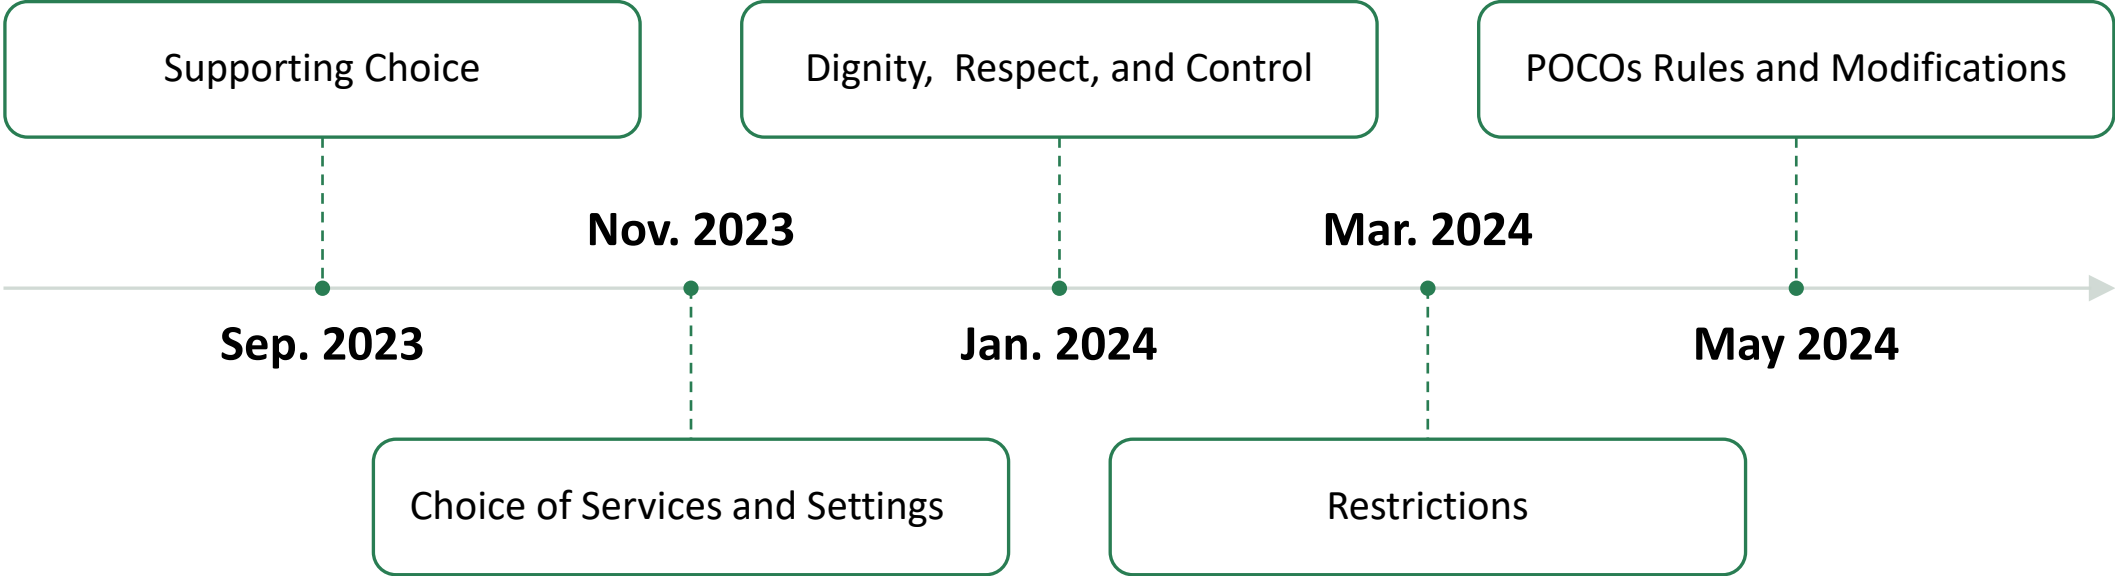 Supporting Choice
Dignity,  Respect, and Control
POCOs Rules and Modifications
Nov. 2023
Mar. 2024
Sep. 2023
Jan. 2024
May 2024
Choice of Services and Settings
Restrictions